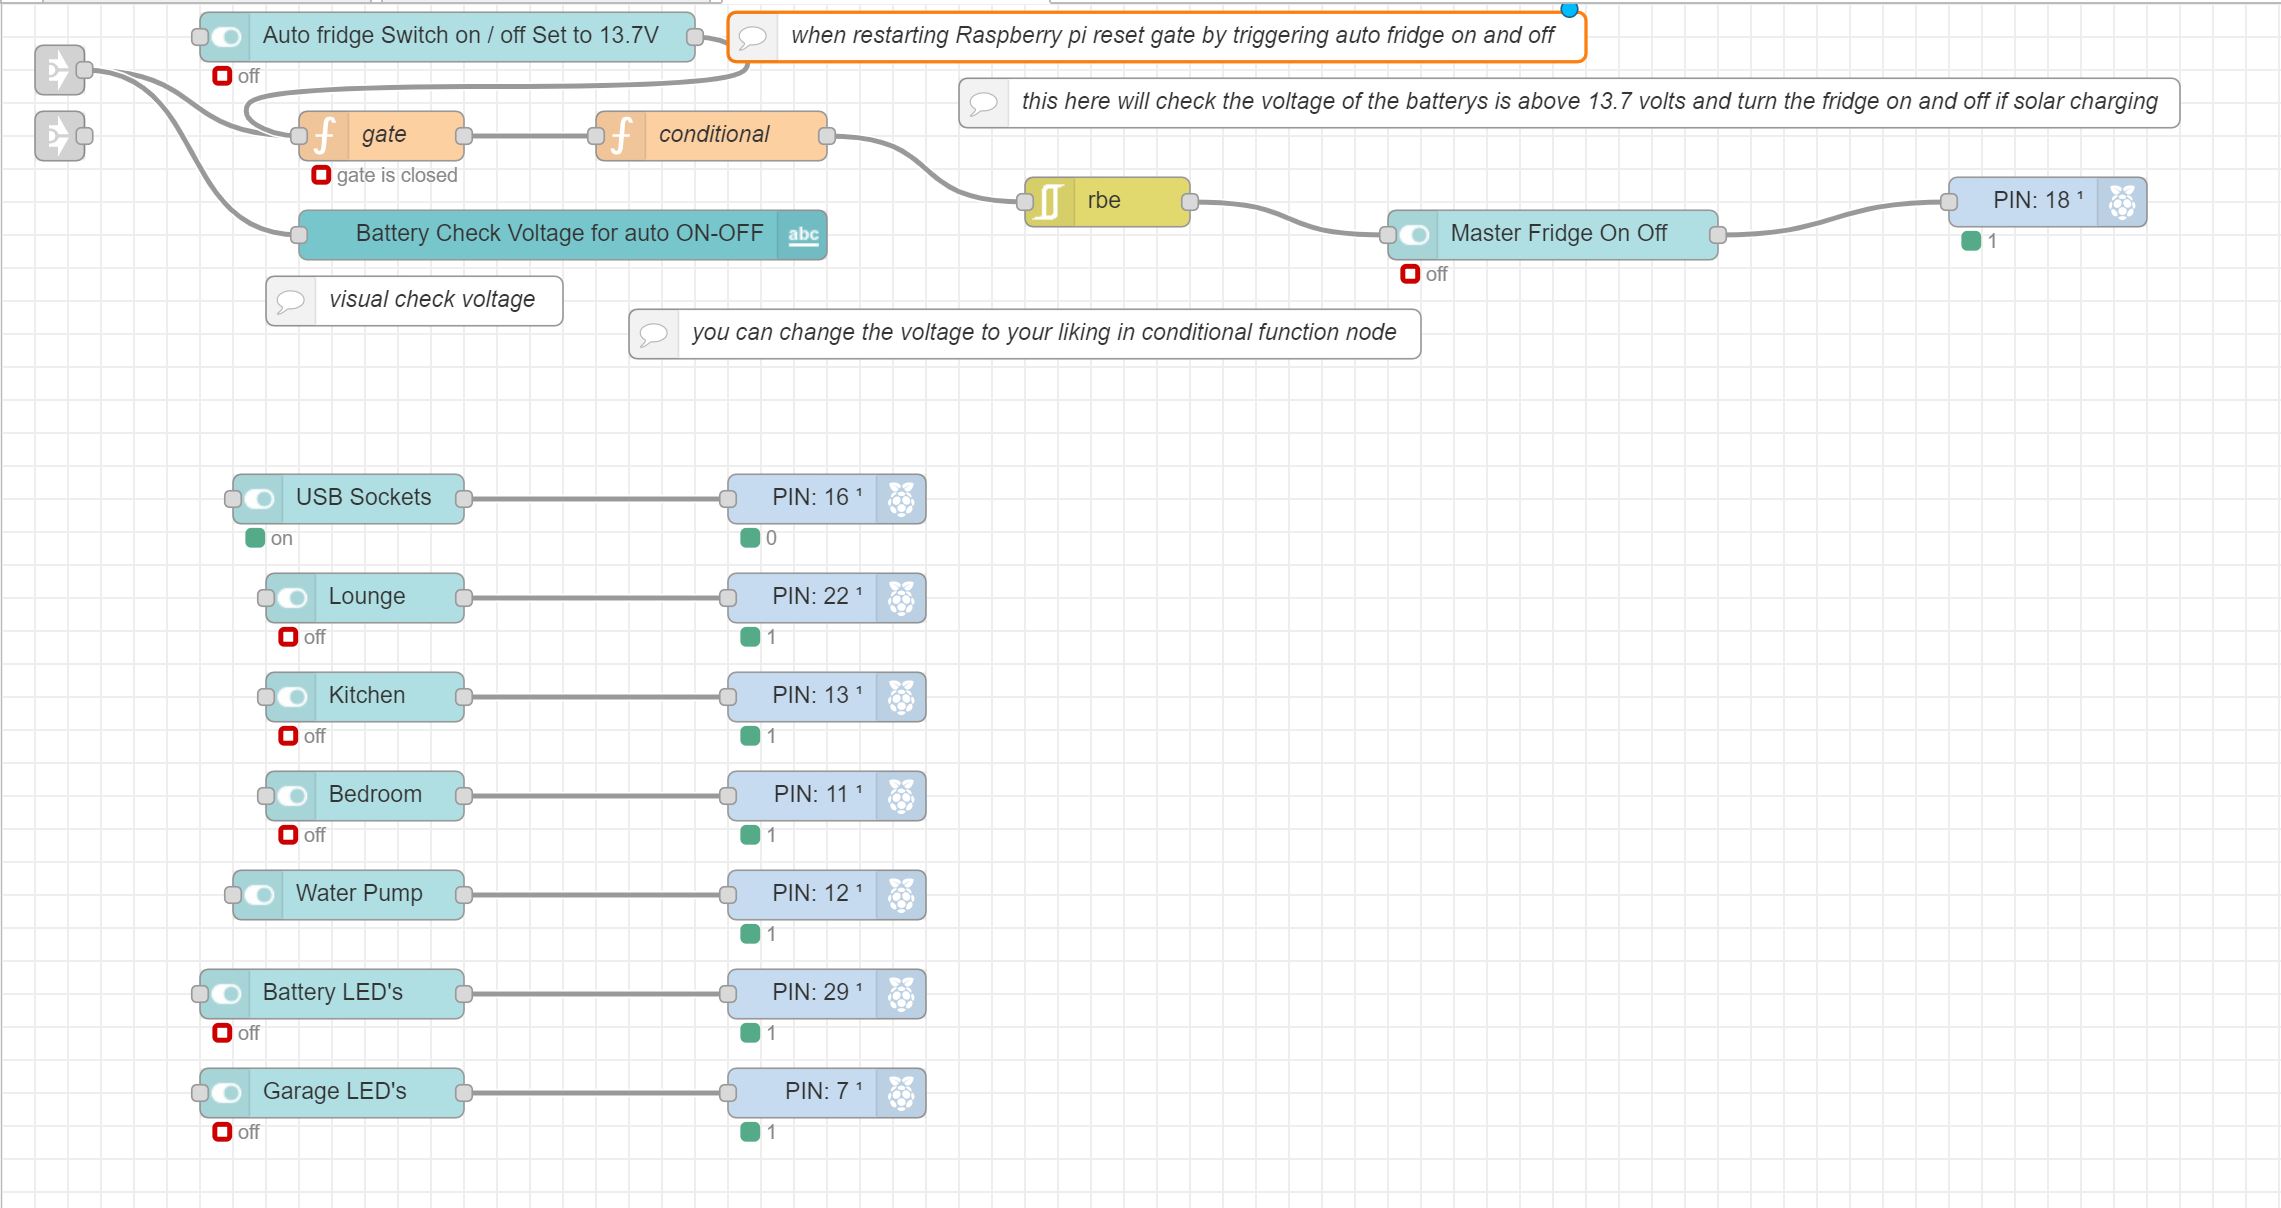 Auto fridge Switch on / off Set to 13.7V
off
when restarting Raspberry pi reset gate by triggering auto fridge on and off
this here will check the voltage of the batterys is above 13.7 volts and turn the fridge on and off if solar charging
gate
gate is closed
conditional
rbe
Master Fridge On Off
off
PIN: 18 ¹
1
Battery Check Voltage for auto ON-OFF
abc
visual check voltage
you can change the voltage to your liking in conditional function node
USB Sockets
on
PIN: 16 ¹
0
Lounge
off
PIN: 22 ¹
1
Kitchen
off
PIN: 13 ¹
1
Bedroom
off
PIN: 11 ¹
1
Water Pump
PIN: 12 ¹
1
Battery LED's
off
PIN: 29 ¹
1
Garage LED's
off
PIN: 7 ¹
1